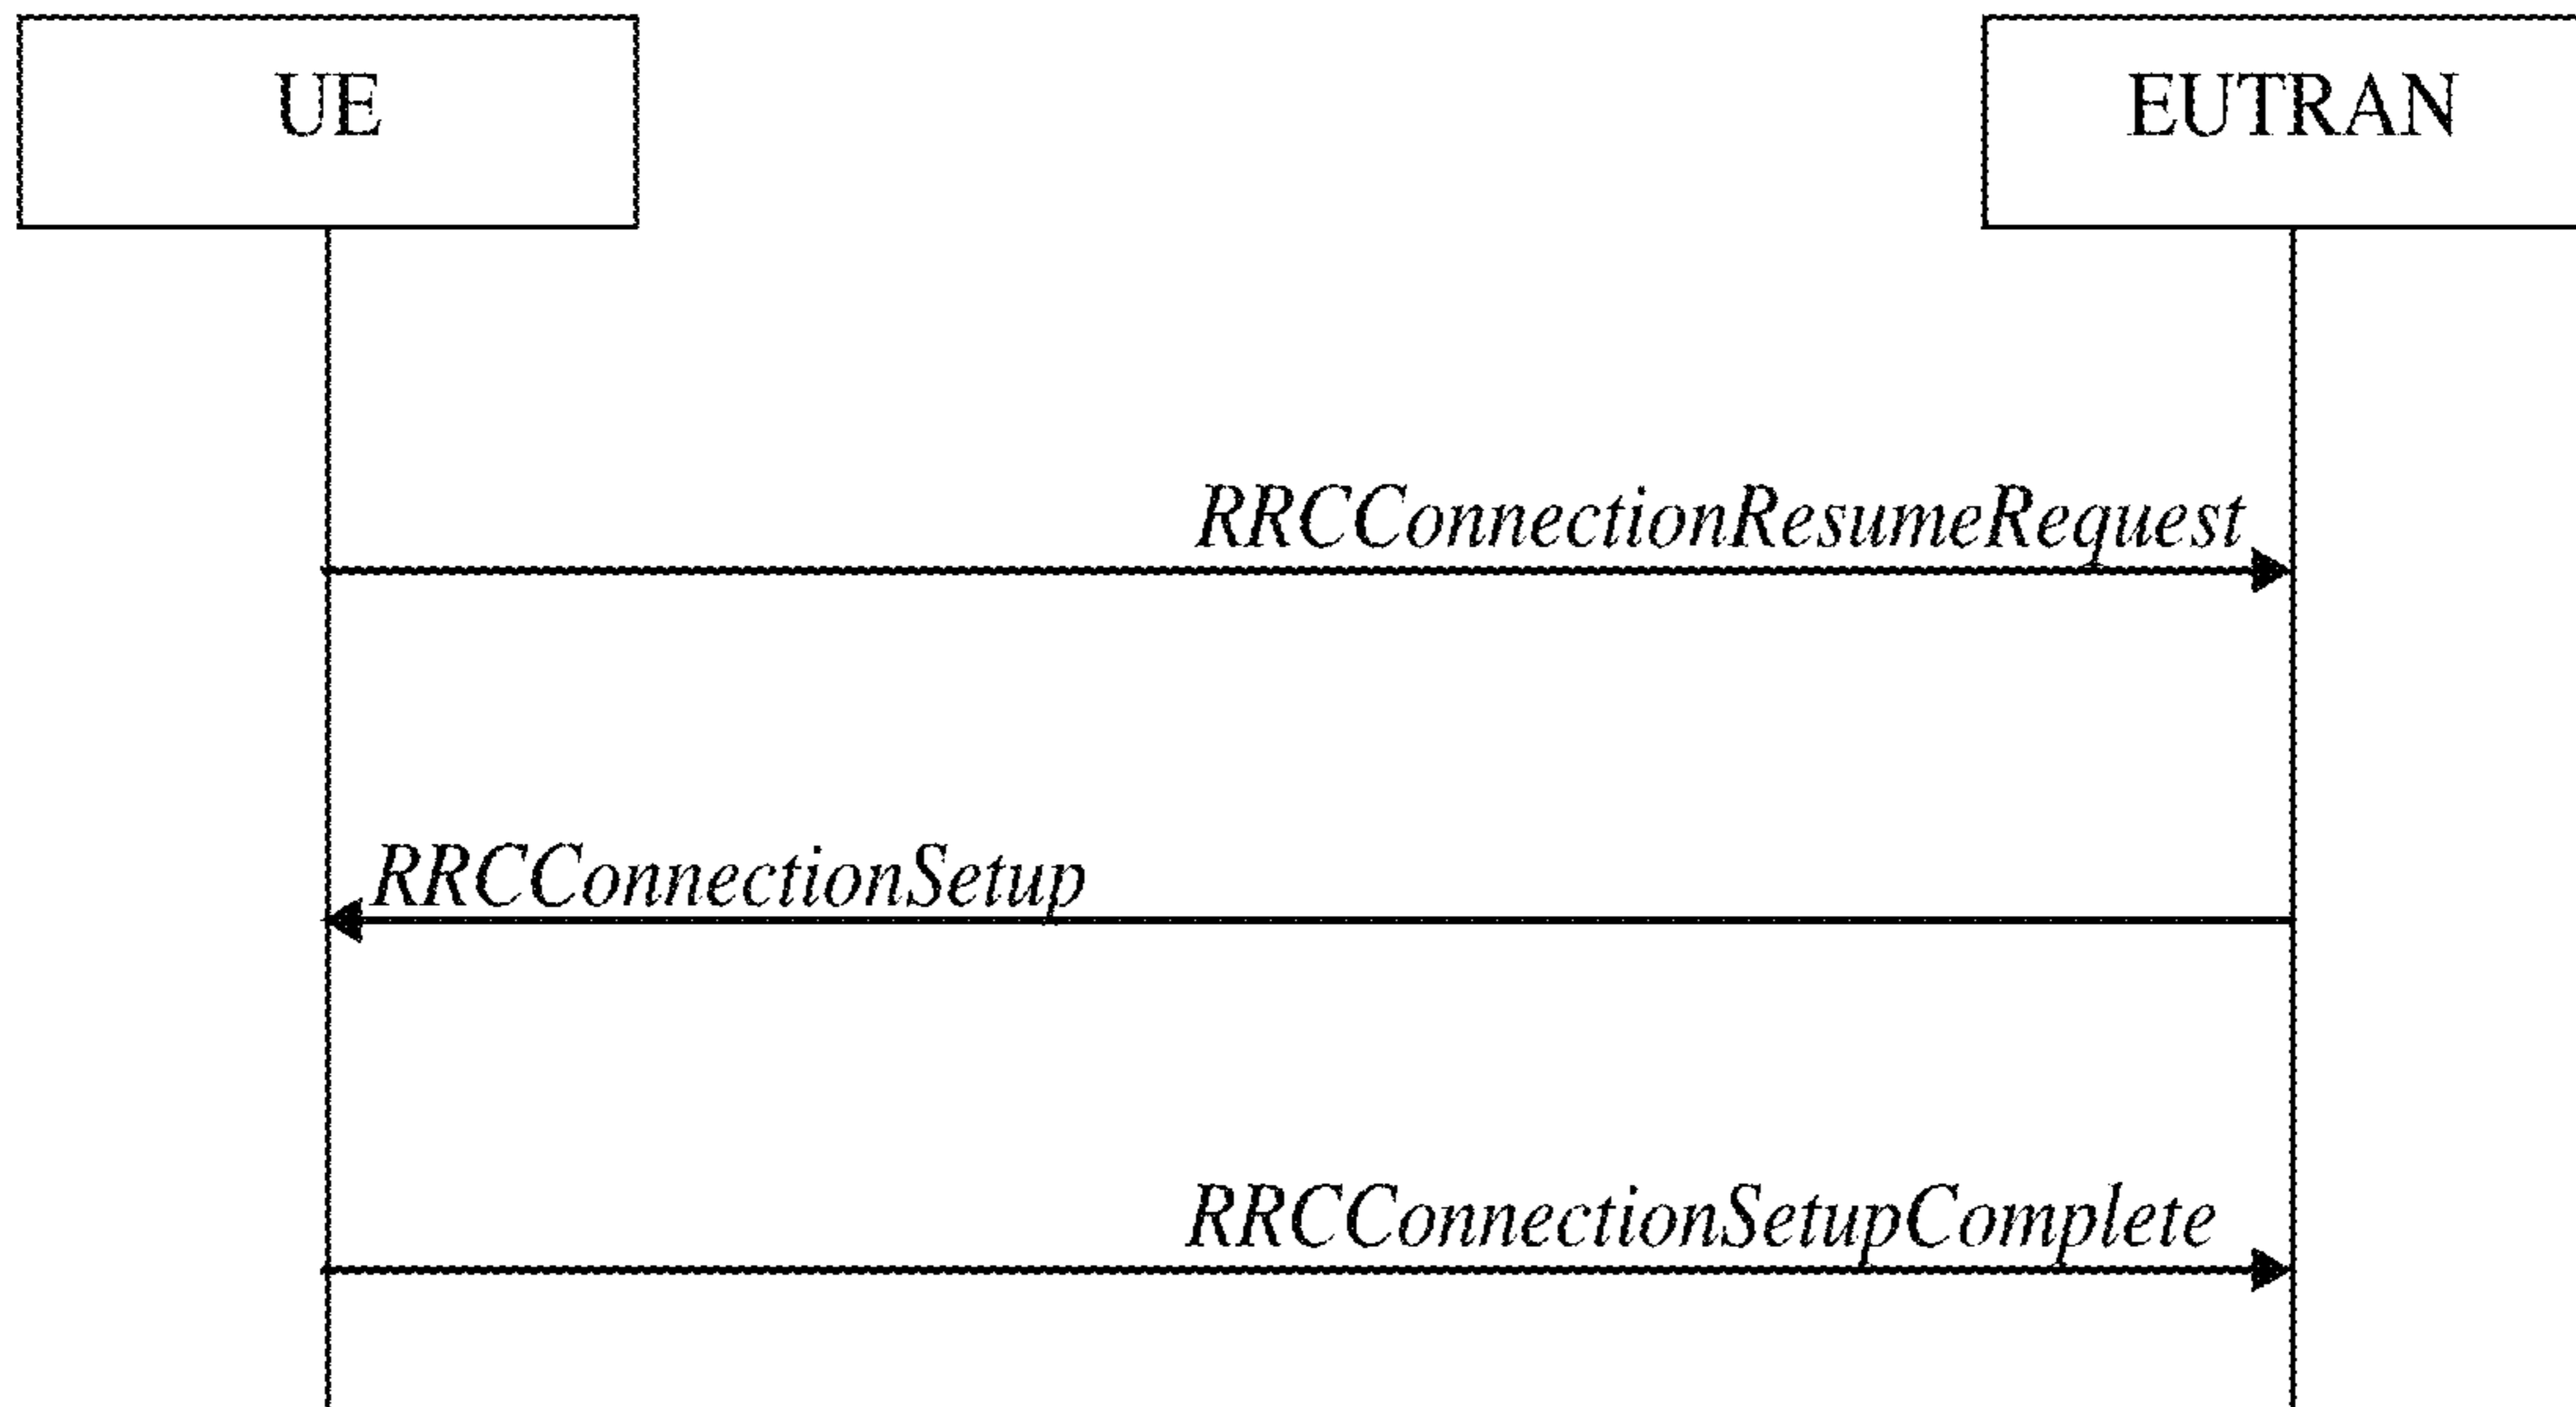 UE
EUTRAN
RRCConnectionResumeRequest
RRCConnectionSetup
RRCConnectionSetupComplete